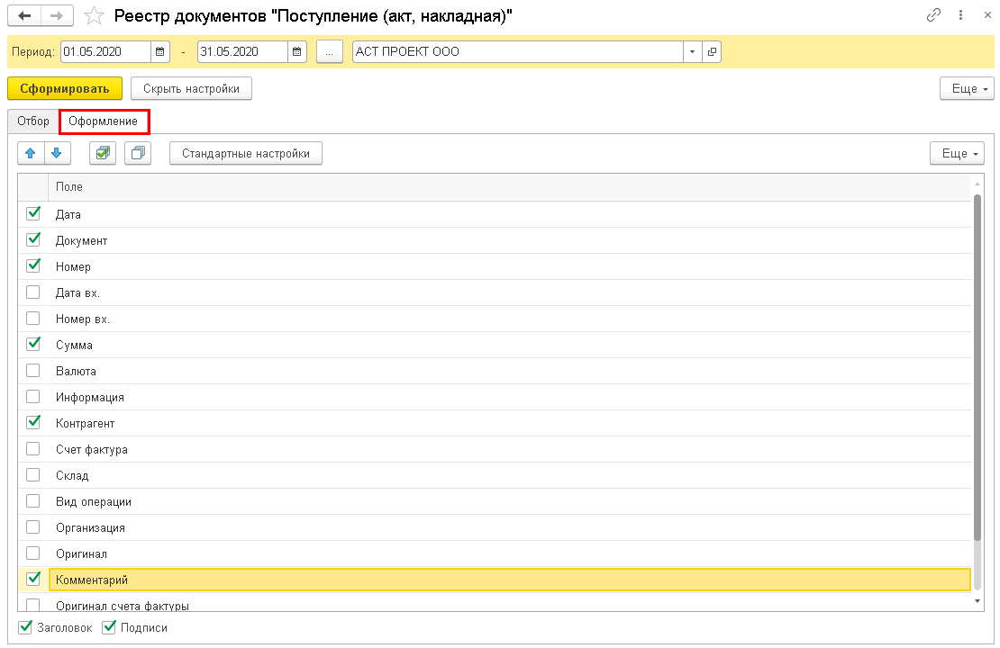 Реестр документов "Поступление (акт, накладная)"
Период: 01.05.2020 - 31.05.2020 ... АСТ ПРОЕКТ ООО
Сформировать Скрыть настройки Еще
Отбор Оформление
Стандартные настройки Еще
Поле
Дата
Документ
Номер
Дата вх.
Номер вх.
Сумма
Валюта
Информация
Контрагент
Счет фактура
Склад
Вид операции
Организация
Оригинал
Комментарий
Оригинал счета фактуры
Заголовок Подписи